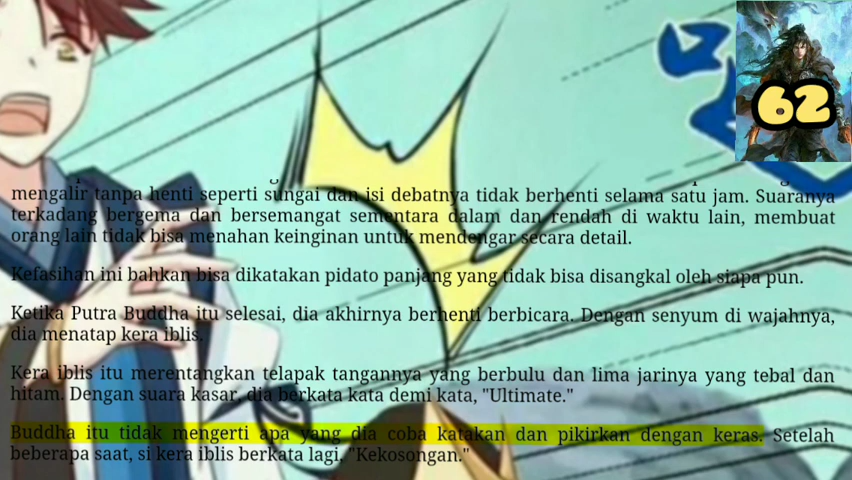 62
mengalir tanpa henti seperti sungai dan isi debatnya tidak berhenti selama satu jam. Suaranya
terkadang bergema dan bersemangat sementara dalam dan rendah di waktu lain, membuat
orang lain tidak bisa menahan keinginan untuk mendengar secara detail.
Kefasihan ini bahkan bisa dikatakan pidato panjang yang tidak bisa disangkal oleh siapa pun.
Ketika Putra Buddha itu selesai, dia akhirnya berhenti berbicara. Dengan senyum di wajahnya,
dia menatap kera iblis.
Kera iblis itu merentangkan telapak tangannya yang berbulu dan lima jarinya yang tebal dan
hitam. Dengan suara kasar, dia berkata kata demi kata, "Ultimate."
Buddha itu tidak mengerti apa yang dia coba katakan dan pikirkan dengan keras. Setelah
beberapa saat, si kera iblis berkata lagi, "Kekosongan."